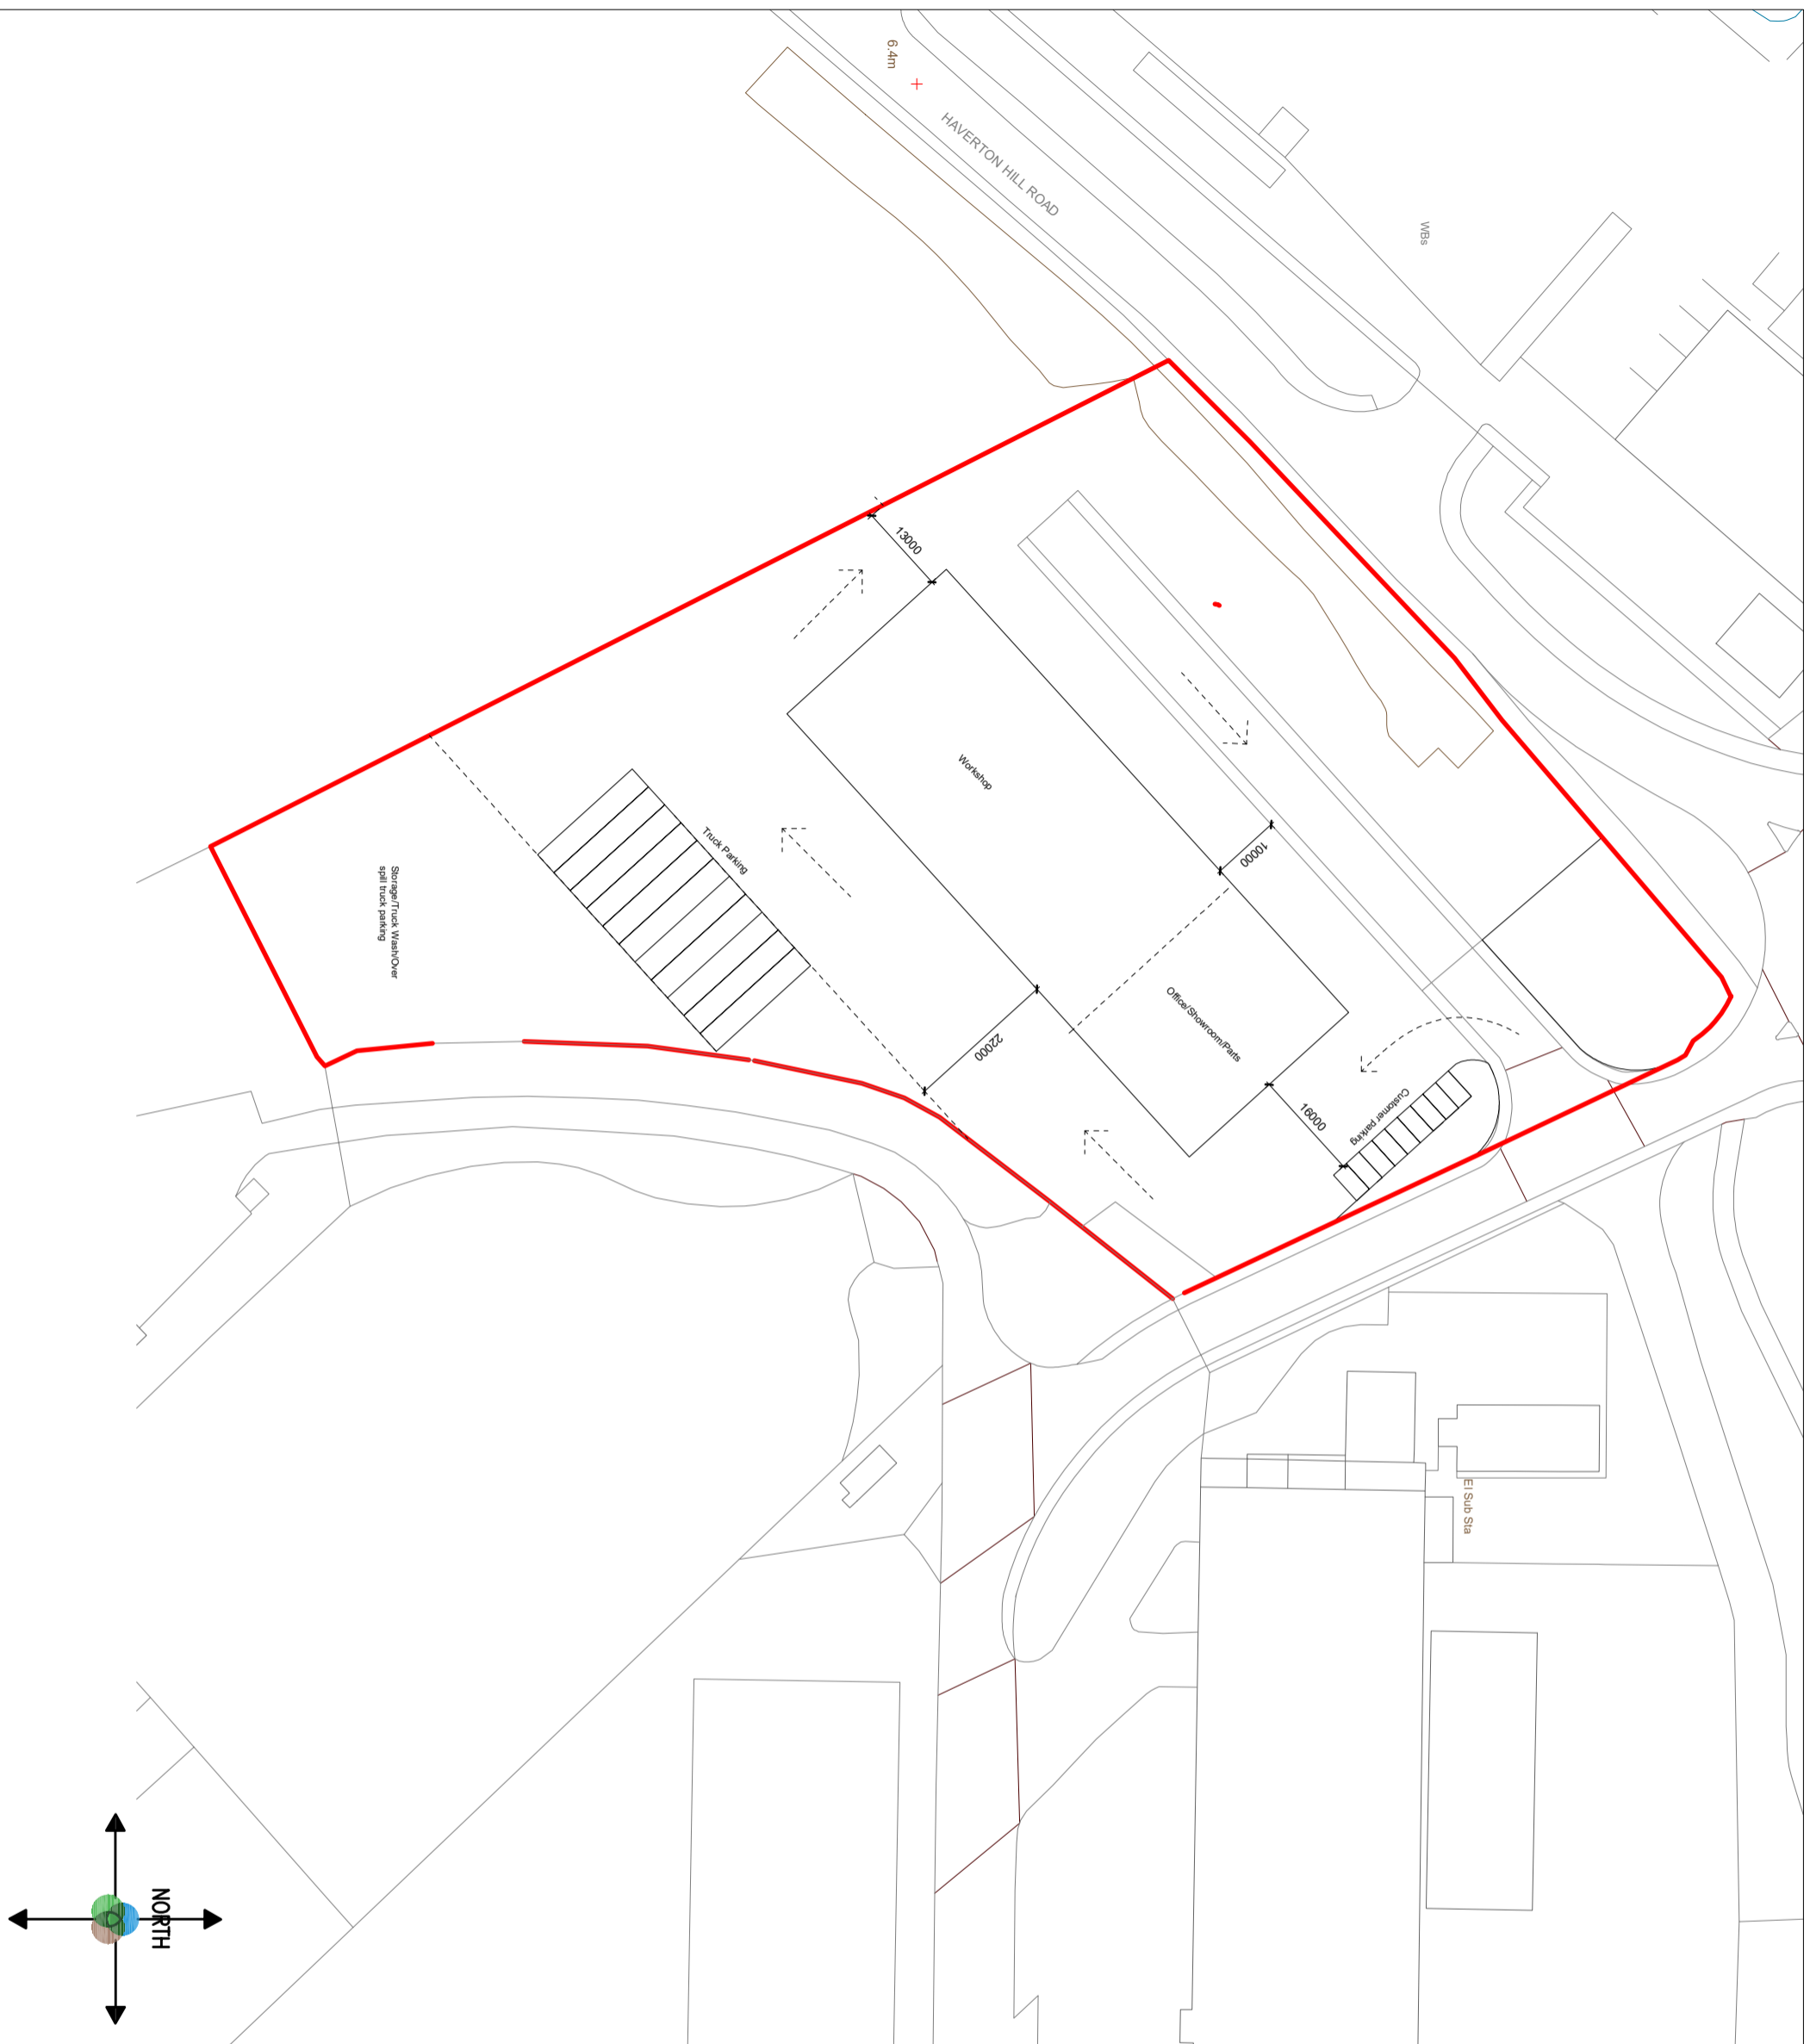 6.4m
HAVERTON HILL ROAD
WBs
13000
Workshop
10000
Truck Parking
Storage/Truck Wash/Over
spill truck parking
Office/Showroom/Parts
22000
16000
Customer parking
El Sub Sta
NORTH